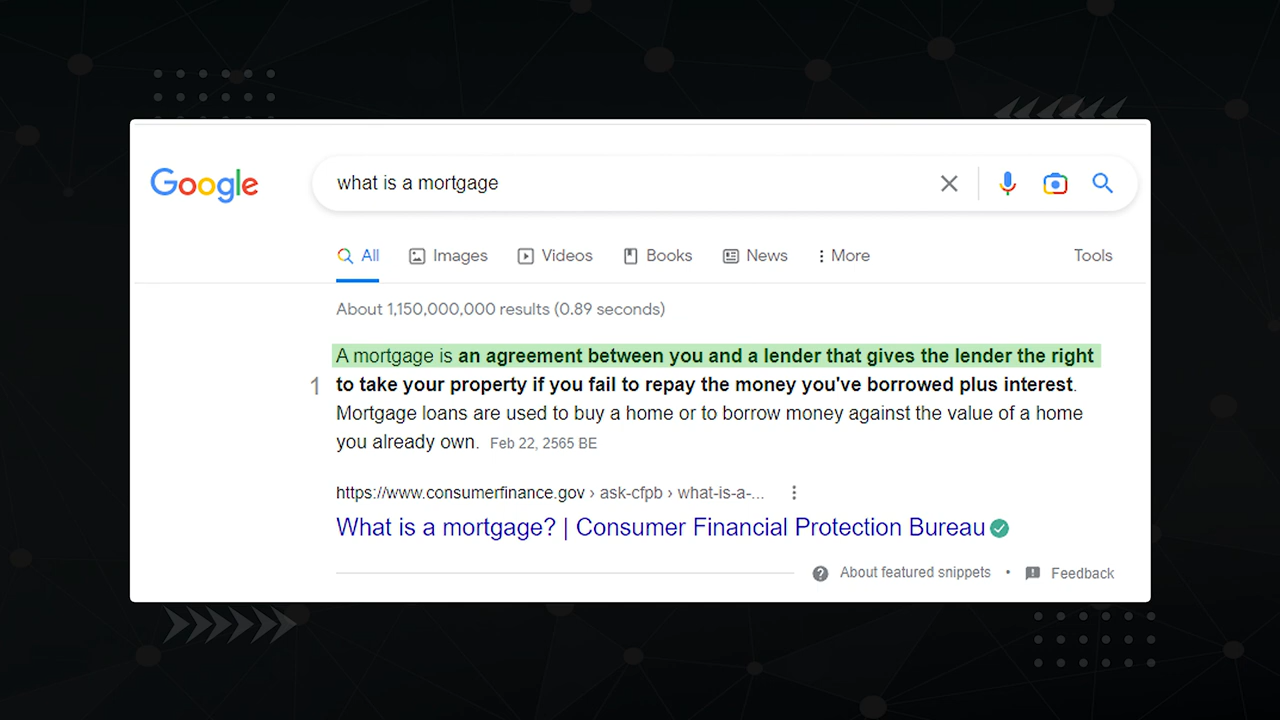 Google
what is a mortgage
All Images Videos Books News More Tools
About 1,150,000,000 results (0.89 seconds)
A mortgage is an agreement between you and a lender that gives the lender the right
1 to take your property if you fail to repay the money you've borrowed plus interest.
Mortgage loans are used to buy a home or to borrow money against the value of a home
you already own. Feb 22, 2565 BE
https://www.consumerfinance.gov › ask-cfpb › what-is-a-...
What is a mortgage? | Consumer Financial Protection Bureau
About featured snippets • Feedback